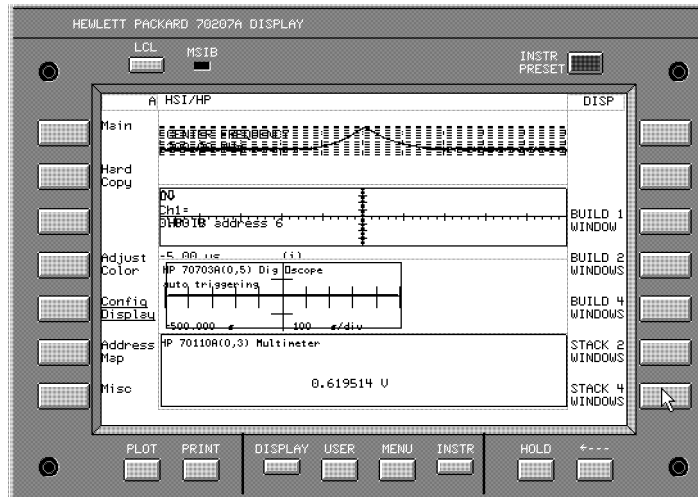 HEWLETT PACKARD 70207A DISPLAY
LCL
MSIB
INSTR
PRESET
A HSI/HP
DISP
Main
CENTER FREQUENCY
Hard
Copy
Ch1=
address 6
BUILD 1
WINDOW
-5.00 us
Adjust
Color
BUILD 2
WINDOWS
HP 70703A(0,5) Dig Oscope
auto triggering
Config
Display
BUILD 4
WINDOWS
-500.000 s
100 s/div
Address
Map
HP 70110A(0,3) Multimeter
STACK 2
WINDOWS
Misc
0.619514 V
STACK 4
WINDOWS
PLOT
PRINT
DISPLAY
USER
MENU
INSTR
HOLD
←---